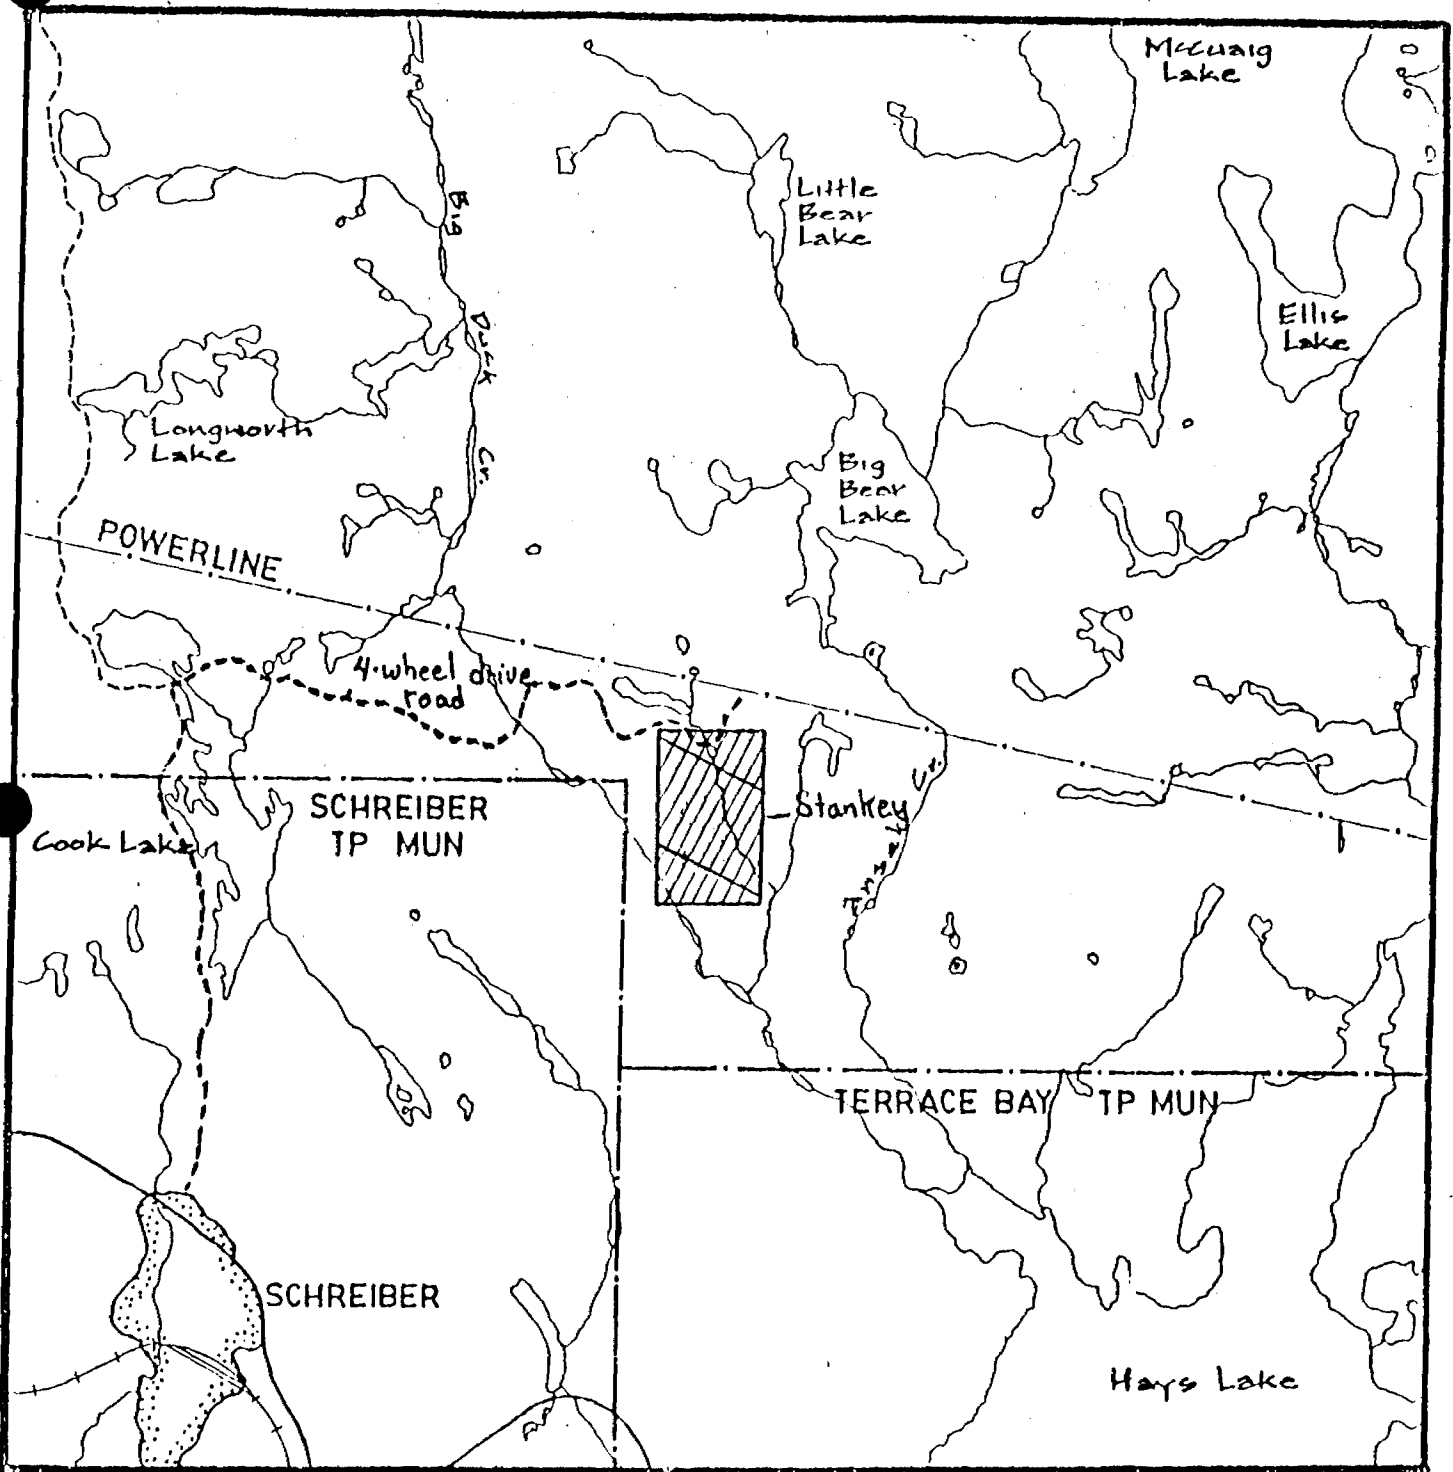 McCuaig
Lake
Big
Little
Bear
Lake
Duck
Ellis
Lake
Longworth
Lake
Cr.
Big
Bear
Lake
POWERLINE
4-wheel drive
road
Cr.
Stankey
SCHREIBER
TP MUN
Cook Lake
TERRACE BAY TP MUN
SCHREIBER
Hays Lake